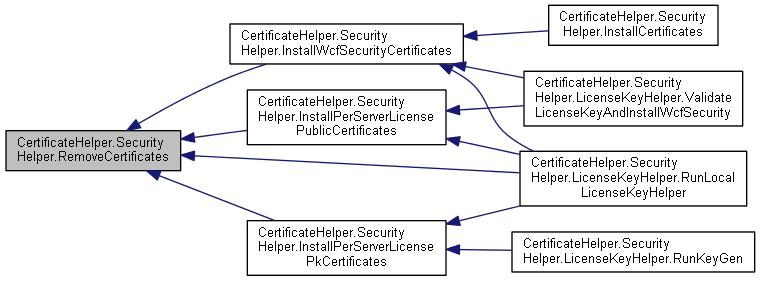 CertificateHelper.Security
Helper.RemoveCertificates
CertificateHelper.Security
Helper.InstallWcfSecurityCertificates
CertificateHelper.Security
Helper.InstallPerServerLicense
PublicCertificates
CertificateHelper.Security
Helper.InstallPerServerLicense
PkCertificates
CertificateHelper.Security
Helper.InstallCertificates
CertificateHelper.Security
Helper.LicenseKeyHelper.Validate
LicenseKeyAndInstallWcfSecurity
CertificateHelper.Security
Helper.LicenseKeyHelper.RunLocal
LicenseKeyHelper
CertificateHelper.Security
Helper.LicenseKeyHelper.RunKeyGen